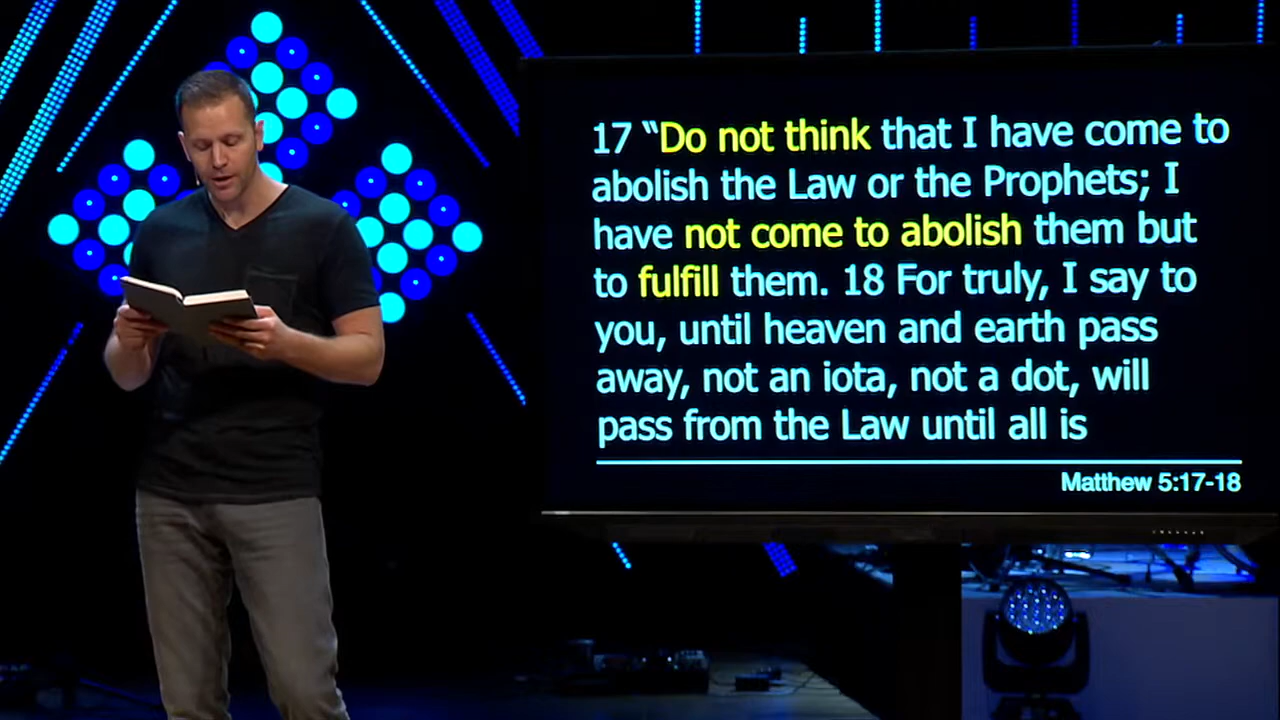 17 “Do not think that I have come to
abolish the Law or the Prophets; I
have not come to abolish them but
to fulfill them. 18 For truly, I say to
you, until heaven and earth pass
away, not an iota, not a dot, will
pass from the Law until all is
Matthew 5:17-18